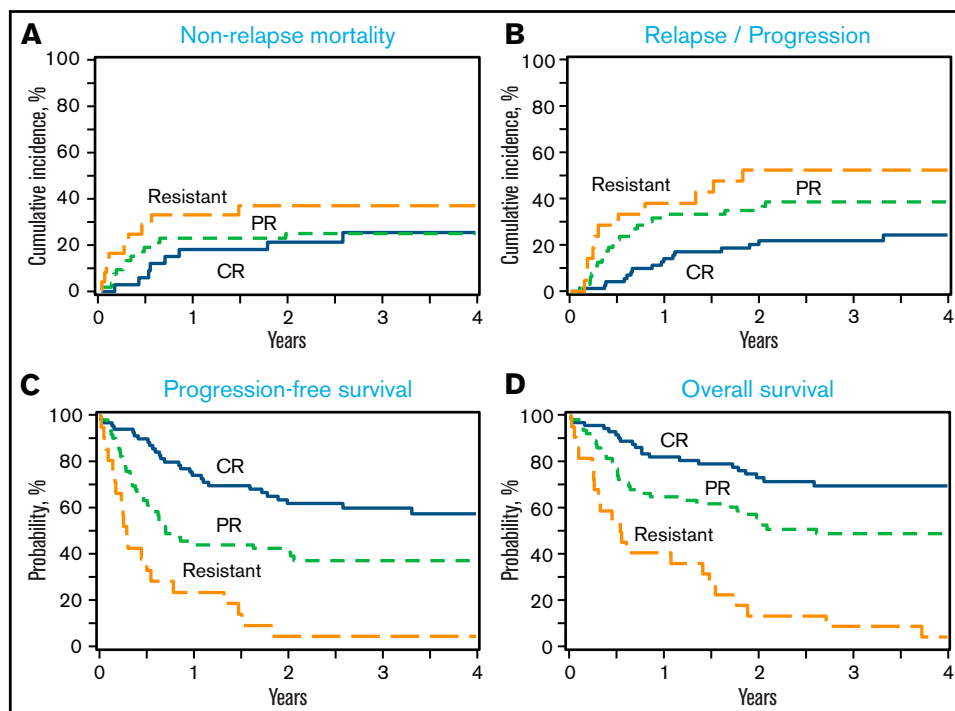 A
Non-relapse mortality
Cumulative incidence, %
100
80
60
40
20
0
Resistant
PR
CR
0 1 2 3 4
Years
B
Relapse / Progression
Cumulative incidence, %
100
80
60
40
20
0
Resistant
PR
CR
0 1 2 3 4
Years
C
Progression-free survival
Probability, %
100
80
60
40
20
0
CR
PR
Resistant
0 1 2 3 4
Years
D
Overall survival
Probability, %
100
80
60
40
20
0
CR
PR
Resistant
0 1 2 3 4
Years